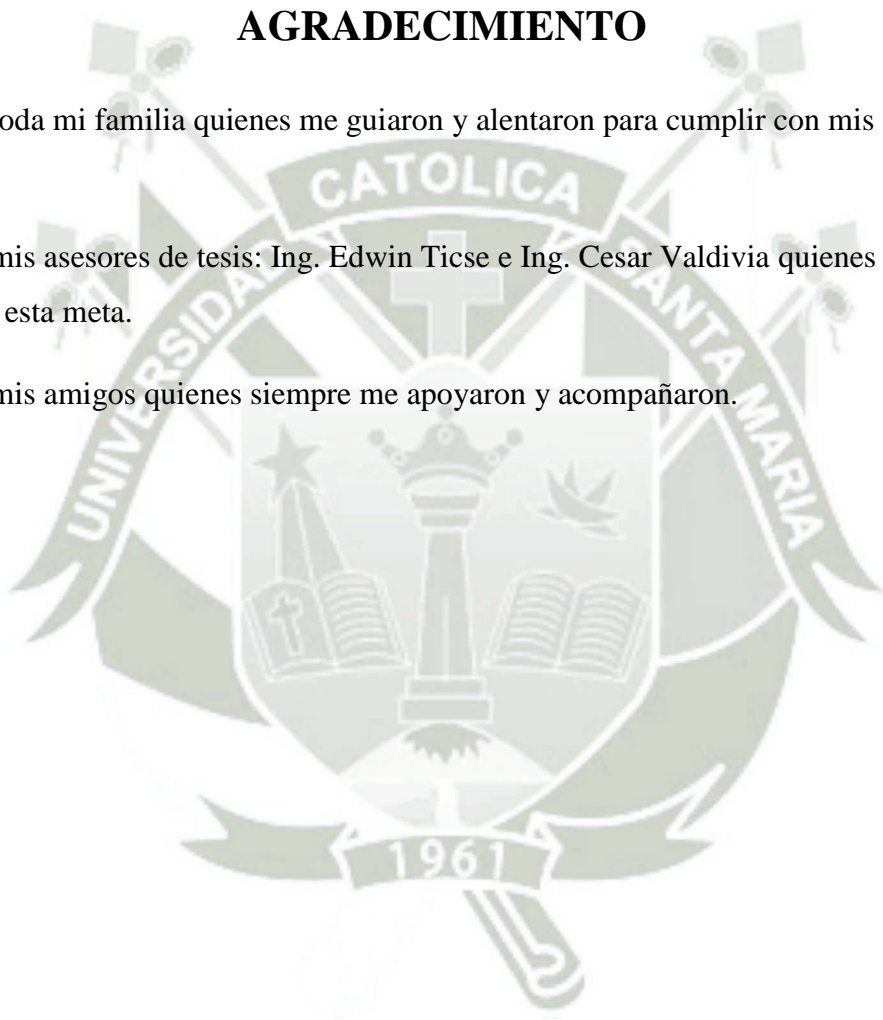 AGRADECIMIENTO
oda mi familia quienes me guiaron y alentaron para cumplir con mis
mis asesores de tesis: Ing. Edwin Ticse e Ing. Cesar Valdivia quienes
esta meta.
mis amigos quienes siempre me apoyaron y acompañaron.
UNIVERSIDAD CATOLICA SANTA MARIA
1961